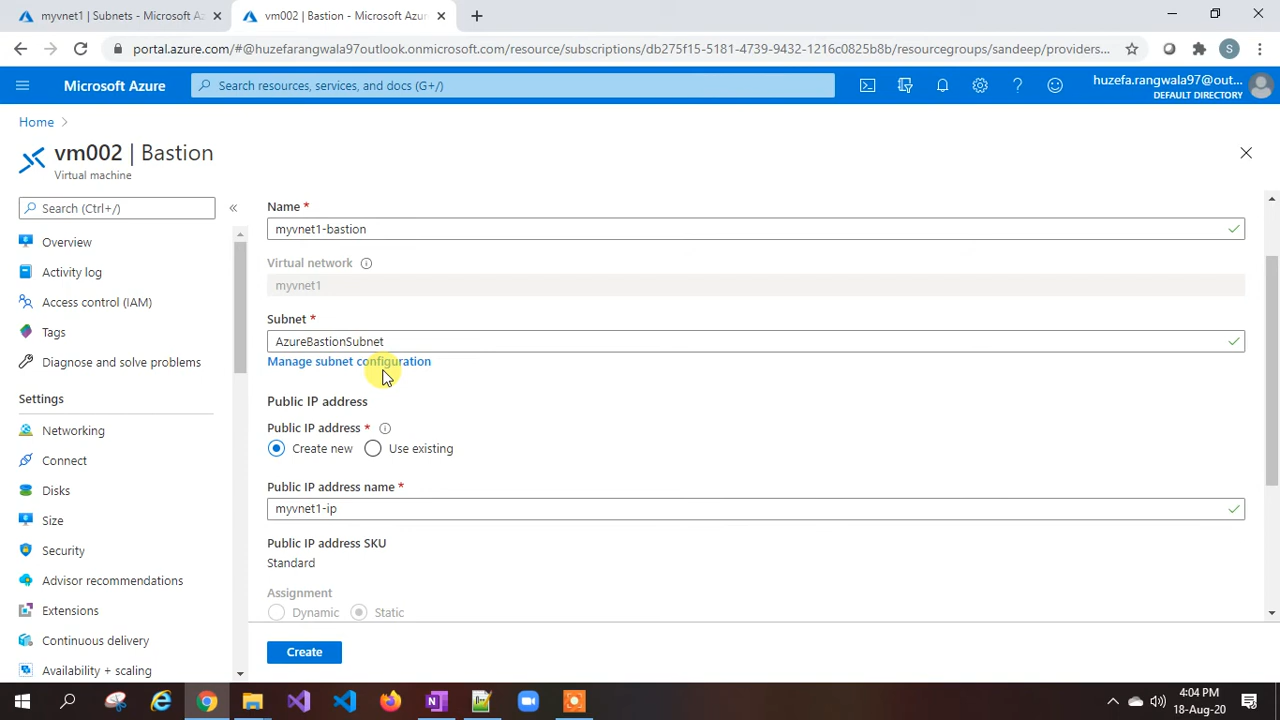 myvnet1 | Subnets - Microsoft Az
vm002 | Bastion - Microsoft Azur
portal.azure.com/#@huzefarangwala97outlook.onmicrosoft.com/resource/subscriptions/db275f15-5181-4739-9432-1216c0825b8b/resourcegroups/sandeep/providers...
S
Microsoft Azure
Search resources, services, and docs (G+/)
huzefa.rangwala97@out...
DEFAULT DIRECTORY
Home
vm002 | Bastion
Virtual machine
Search (Ctrl+/)
Overview
Activity log
Access control (IAM)
Tags
Diagnose and solve problems
Settings
Networking
Connect
Disks
Size
Security
Advisor recommendations
Extensions
Continuous delivery
Availability + scaling
Name *
myvnet1-bastion
Virtual network
myvnet1
Subnet *
AzureBastionSubnet
Manage subnet configuration
Public IP address
Public IP address *
Create new
Use existing
Public IP address name *
myvnet1-ip
Public IP address SKU
Standard
Assignment
Dynamic
Static
Create
4:04 PM
18-Aug-20